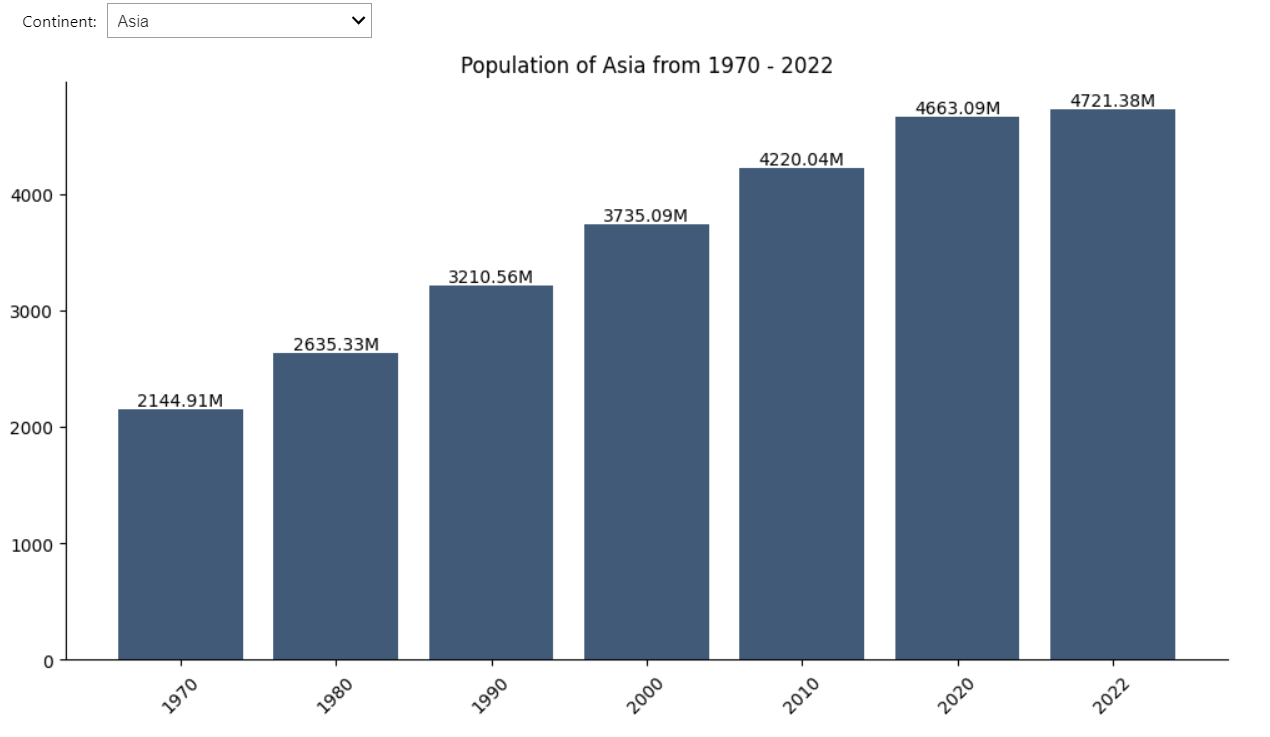 Continent: Asia
Population of Asia from 1970 - 2022
4721.38M
4663.09M
4220.04M
4000
3735.09M
3210.56M
3000
2635.33M
2144.91M
2000
1000
0
1970 1980 1990 2000 2010 2020 2022